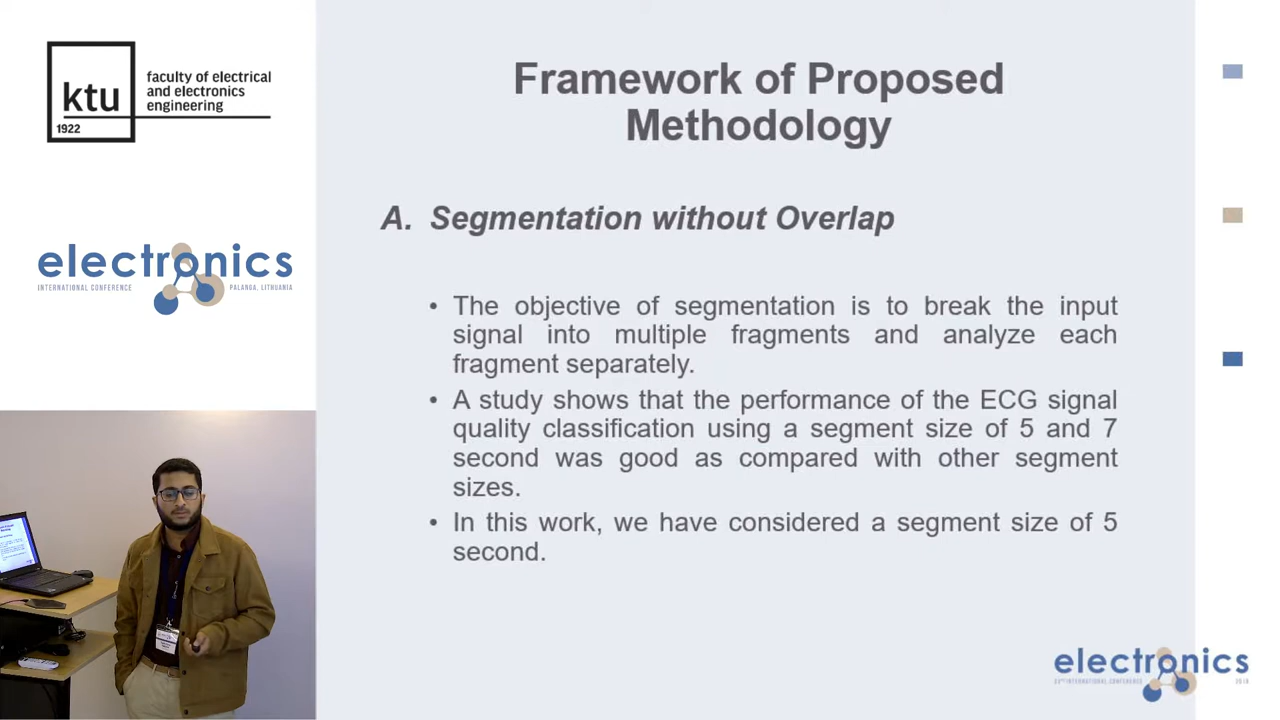 ktu
1922
faculty of electrical
and electronics
engineering
electronics
INTERNATIONAL CONFERENCE
PALANGA, LITHUANIA
Framework of Proposed
Methodology
A. Segmentation without Overlap
• The objective of segmentation is to break the input
signal into multiple fragments and analyze each
fragment separately.
• A study shows that the performance of the ECG signal
quality classification using a segment size of 5 and 7
second was good as compared with other segment
sizes.
• In this work, we have considered a segment size of 5
second.
electronics
INTERNATIONAL CONFERENCE